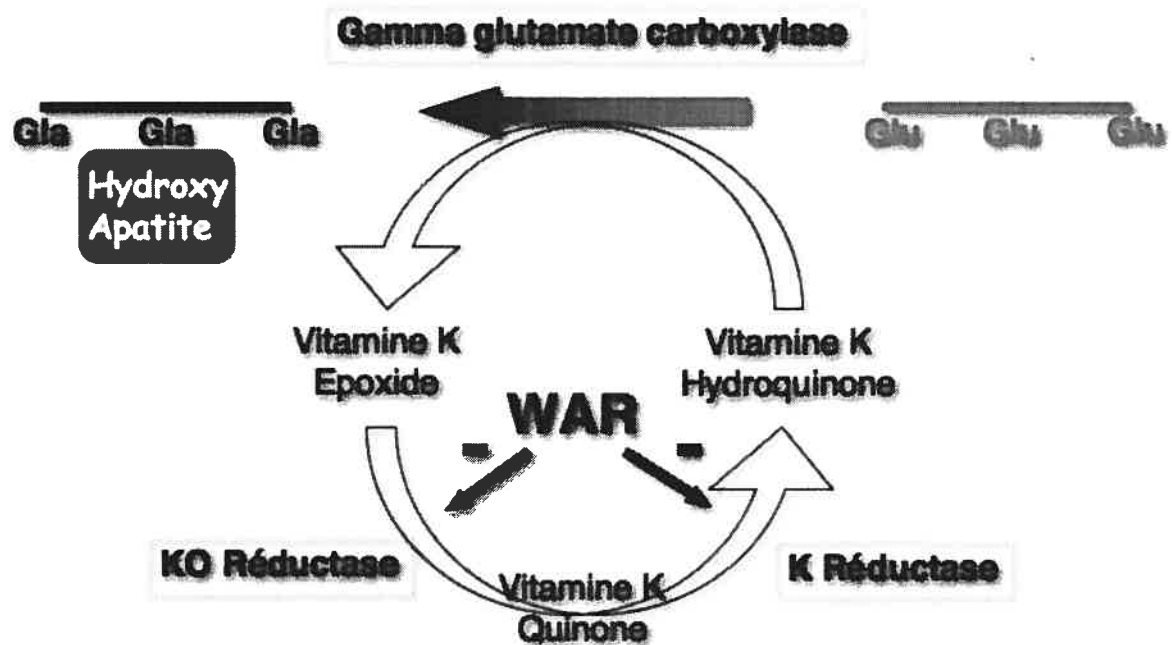 Gamma glutamate carboxylase
Gla Gla Gla
Glu Glu Glu
Hydroxy
Apatite
Vitamine K
Epoxide
Vitamine K
Hydroquinone
WAR
- -
KO Réductase
K Réductase
Vitamine K
Quinone